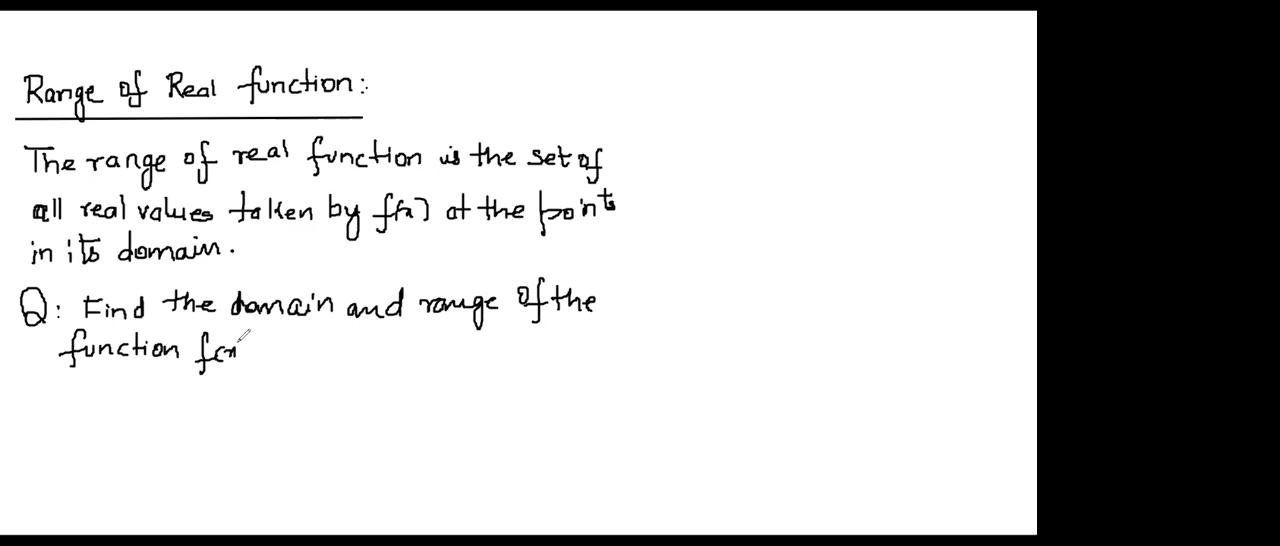 Range of Real function:
The range of real function is the set of
all real values taken by f(x) at the points
in its domain.
Q: Find the domain and range of the
function f(x